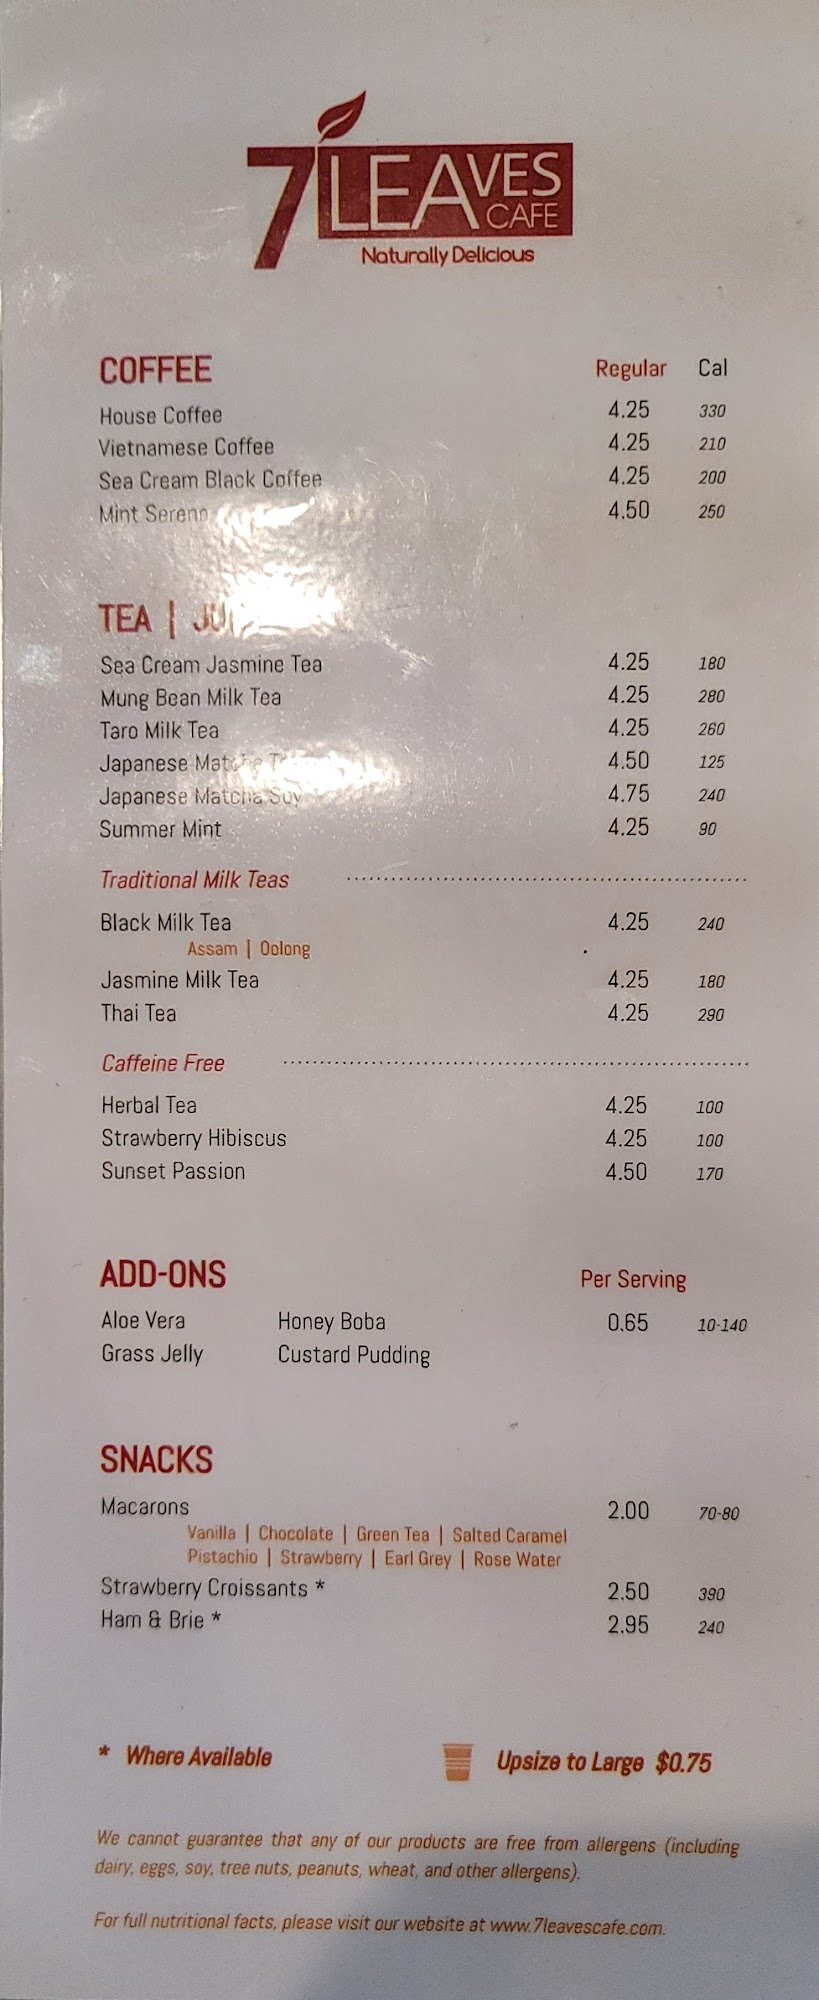 7 LEAVES
CAFE
Naturally Delicious
COFFEE Regular Cal
House Coffee 4.25 330
Vietnamese Coffee 4.25 210
Sea Cream Black Coffee 4.25 200
Mint Sereno 4.50 250
TEA |
Sea Cream Jasmine Tea 4.25 180
Mung Bean Milk Tea 4.25 280
Taro Milk Tea 4.25 260
Japanese Matcha 4.50 125
Japanese Matcha Soy 4.75 240
Summer Mint 4.25 90
Traditional Milk Teas
Black Milk Tea 4.25 240
Assam | Oolong
Jasmine Milk Tea 4.25 180
Thai Tea 4.25 290
Caffeine Free
Herbal Tea 4.25 100
Strawberry Hibiscus 4.25 100
Sunset Passion 4.50 170
ADD-ONS Per Serving
Aloe Vera Honey Boba 0.65 10-140
Grass Jelly Custard Pudding
SNACKS
Macarons 2.00 70-80
Vanilla | Chocolate | Green Tea | Salted Caramel
Pistachio | Strawberry | Earl Grey | Rose Water
Strawberry Croissants * 2.50 390
Ham & Brie * 2.95 240
* Where Available Upsize to Large $0.75
We cannot guarantee that any of our products are free from allergens (including
dairy, eggs, soy, tree nuts, peanuts, wheat, and other allergens).
For full nutritional facts, please visit our website at www.7leavescafe.com.